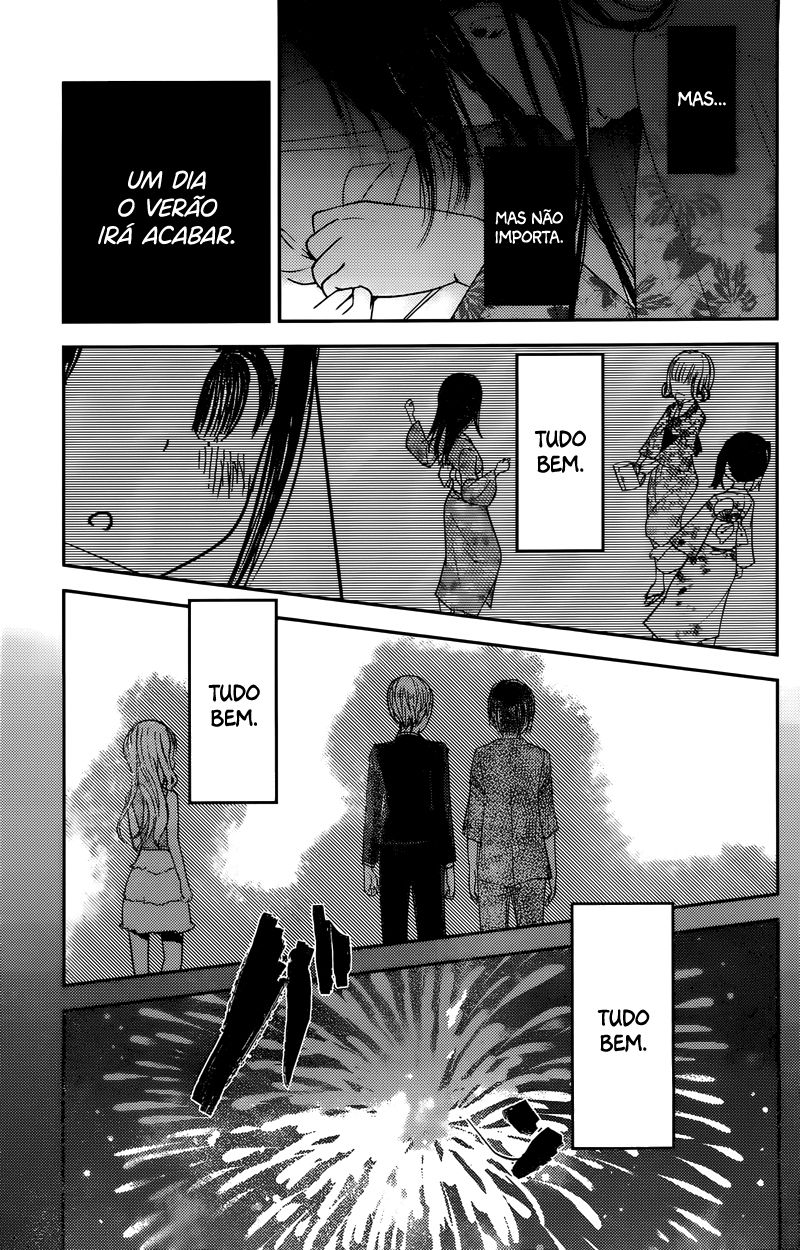 MAS...
MAS NÃO
IMPORTA.
UM DIA
O VERÃO
IRÁ ACABAR.
TUDO
BEM.
TUDO
BEM.
TUDO
BEM.